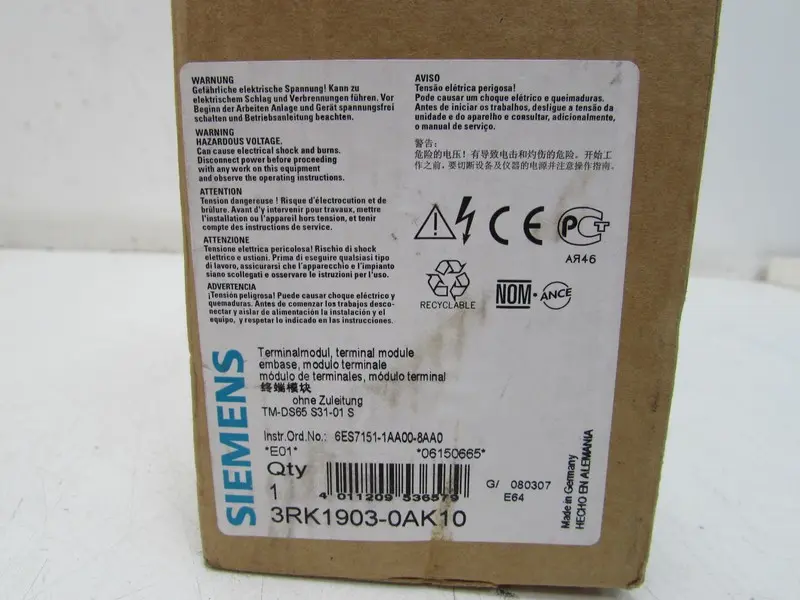 WARNUNG
Gefährliche elektrische Spannung! Kann zu
elektrischem Schlag und Verbrennungen führen. Vor
Beginn der Arbeiten Anlage und Gerät spannungsfrei
schalten und Betriebsanleitung beachten.
WARNING
HAZARDOUS VOLTAGE.
Can cause electrical shock and burns.
Disconnect power before proceeding
with any work on this equipment
and observe the operating instructions.
ATTENTION
Tension dangereuse ! Risque d'électrocution et de
brûlure. Avant d'y intervenir pour travaux, mettre
l'installation ou l'appareil hors tension, et tenir
compte des instructions de service.
ATTENZIONE
Tensione elettrica pericolosa! Rischio di shock
elettrico e ustioni. Prima di eseguire qualsiasi tipo
di lavoro, assicurarsi che l'apparecchio e l'impianto
siano scollegati e osservare le istruzioni per l'uso.
ADVERTENCIA
¡Tensión peligrosa! Puede causar choque eléctrico y
quemaduras. Antes de comenzar los trabajos desco-
nectar y aislar de alimentación la instalación y el
equipo, y respetar lo indicado en las instrucciones.
AVISO
Tensão elétrica perigosa!
Pode causar um choque elétrico e queimaduras.
Antes de iniciar os trabalhos, desligue a tensão da
unidade e do aparelho e consultar, adicionalmente,
o manual de serviço.
警告:
危险的电压! 有导致电击和灼伤的危险。开始工
作之前, 要切断设备及仪器的电源并注意操作指南。
CE
РСТ
АЯ46
RECYCLABLE
NOM - ANCE
SIEMENS
Terminalmodul, terminal module
embase, modulo terminale
módulo de terminales, módulo terminal
终端模块
ohne Zuleitung
TM-DS65 S31-01 S
Instr.Ord.No.: 6ES7151-1AA00-8AA0
*E01* *06150665*
Qty
1
4 011209 536579
G/ 080307
E64
3RK1903-0AK10
Made in Germany
HECHO EN ALEMANIA